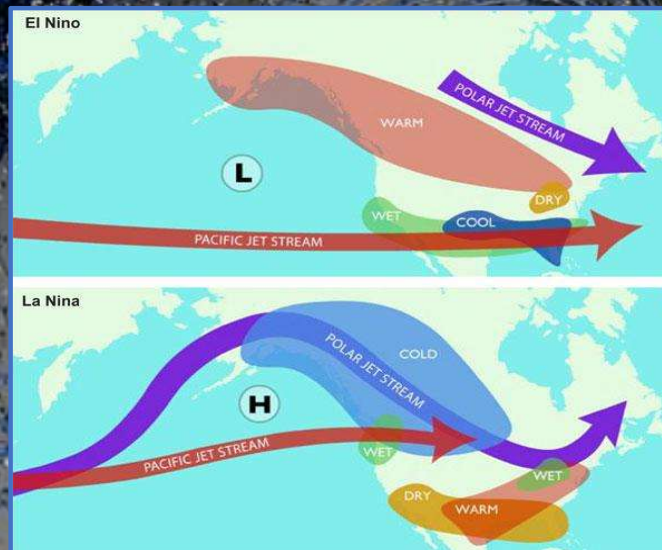 El Nino
WARM
POLAR JET STREAM
L
DRY
WET
COOL
PACIFIC JET STREAM
La Nina
POLAR JET STREAM
COLD
H
PACIFIC JET STREAM
WET
WET
DRY
WARM